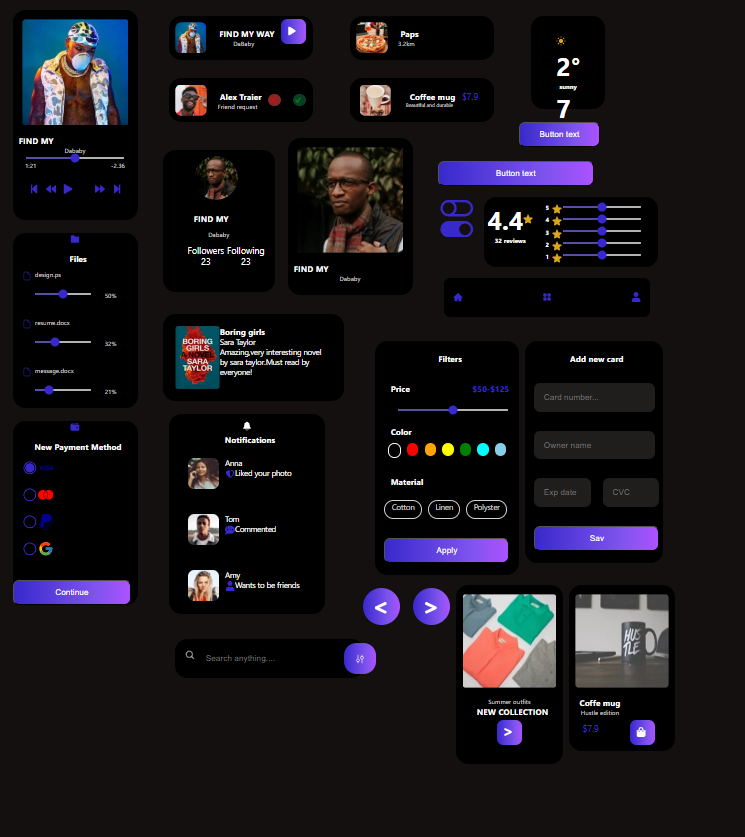 FIND MY
Dababy
1:21
-2.36
Files
design.ps
50%
resume.docx
32%
message.docx
21%
New Payment Method
Continue
FIND MY WAY
DaBaby
Alex Traier
Friend request
Paps
3.2km
Coffee mug
$7.9
Beautiful and durable
2°
sunny
7
Button text
Button text
FIND MY
Dababy
Followers Following
23
23
FIND MY
Dababy
4.4
32 reviews
5
4
3
2
1
BORING
GIRLS
A NOVEL
SARA
TAYLOR
Boring girls
Sara Taylor
Amazing,very interesting novel
by sara taylor.Must read by
everyone!
Notifications
Anna
Liked your photo
Tom
Commented
Amy
Wants to be friends
Search anything....
Filters
Price
$50-$125
Color
Material
Cotton
Linen
Polyster
Apply
Add new card
Card number...
Owner name
Exp date
CVC
Sav
<
>
Summer outfits
NEW COLLECTION
>
HUS
TLE
Coffe mug
Hustle edition
$7.9